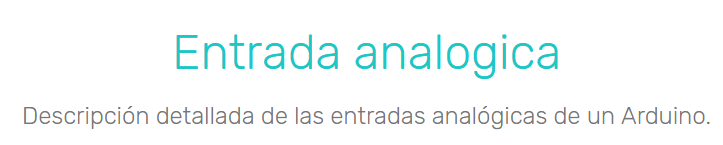 Entrada analogica
Descripción detallada de las entradas analógicas de un Arduino.